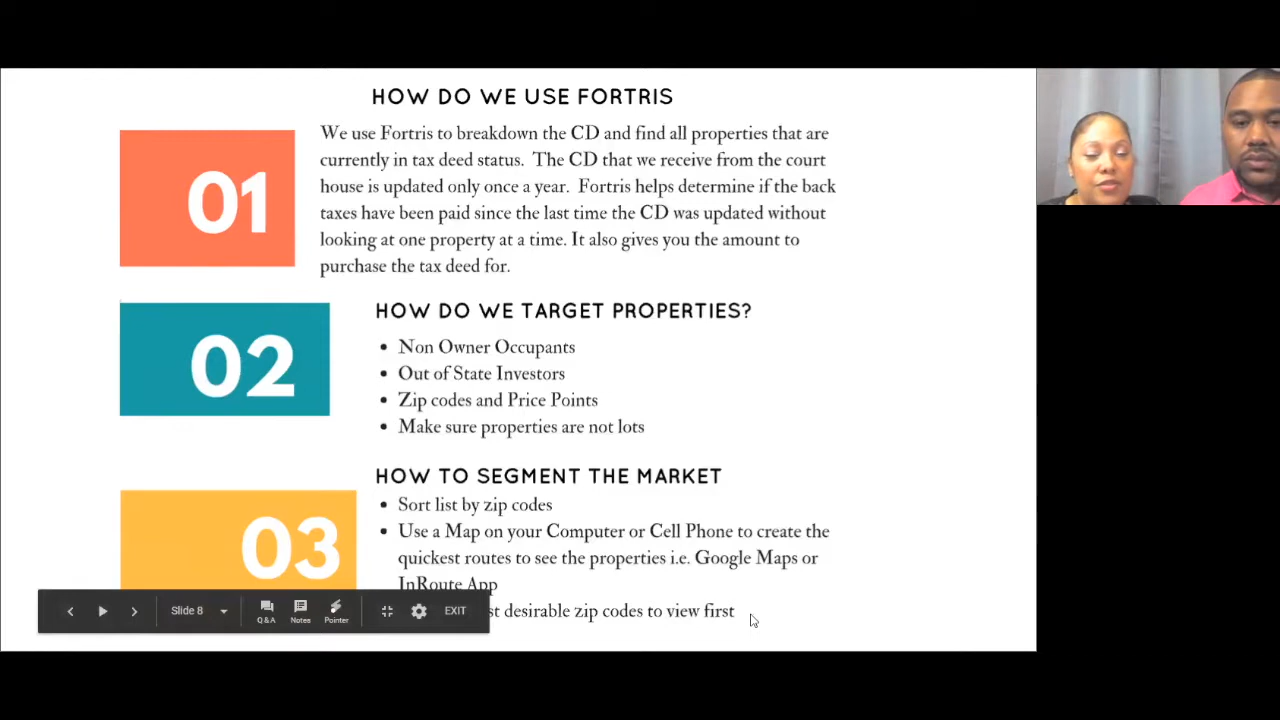 HOW DO WE USE FORTRIS
01
We use Fortris to breakdown the CD and find all properties that are
currently in tax deed status.  The CD that we receive from the court
house is updated only once a year.  Fortris helps determine if the back
taxes have been paid since the last time the CD was updated without
looking at one property at a time. It also gives you the amount to
purchase the tax deed for.
02
HOW DO WE TARGET PROPERTIES?
• Non Owner Occupants
• Out of State Investors
• Zip codes and Price Points
• Make sure properties are not lots
03
HOW TO SEGMENT THE MARKET
• Sort list by zip codes
• Use a Map on your Computer or Cell Phone to create the
quickest routes to see the properties i.e. Google Maps or
InRoute App
desirable zip codes to view first
Slide 8
Q&A
Notes
Pointer
EXIT